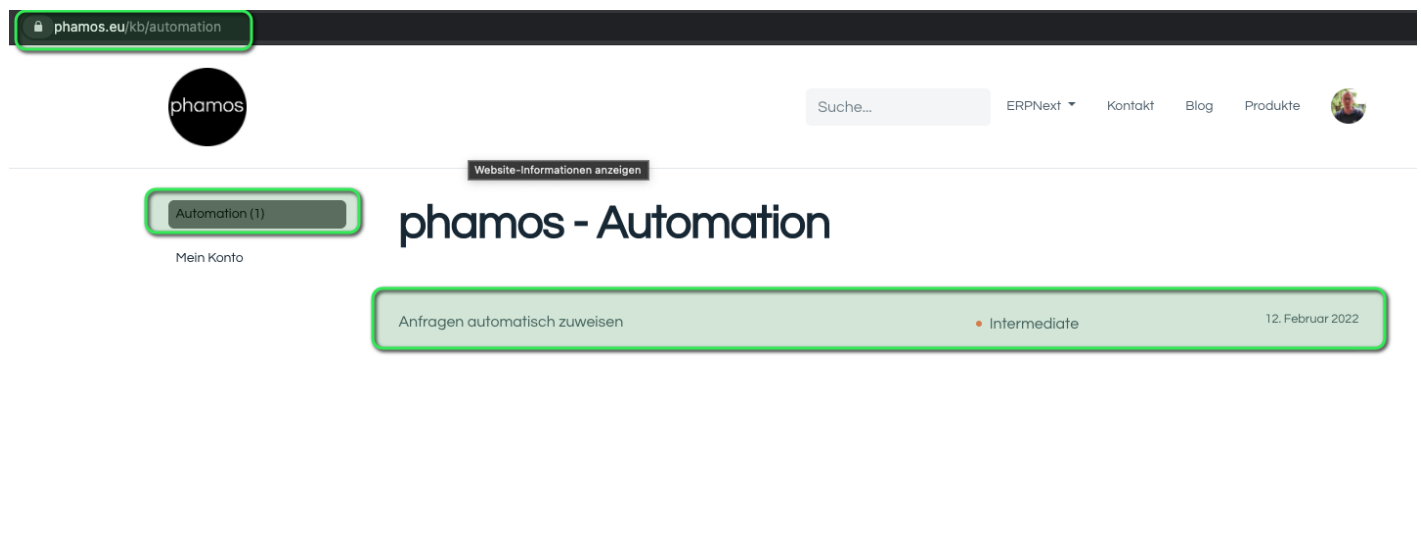 phamos.eu/kb/automation
phamos
Suche...
ERPNext
Kontakt
Blog
Produkte
Website-Informationen anzeigen
Automation (1)
Mein Konto
phamos - Automation
Anfragen automatisch zuweisen
Intermediate
12. Februar 2022